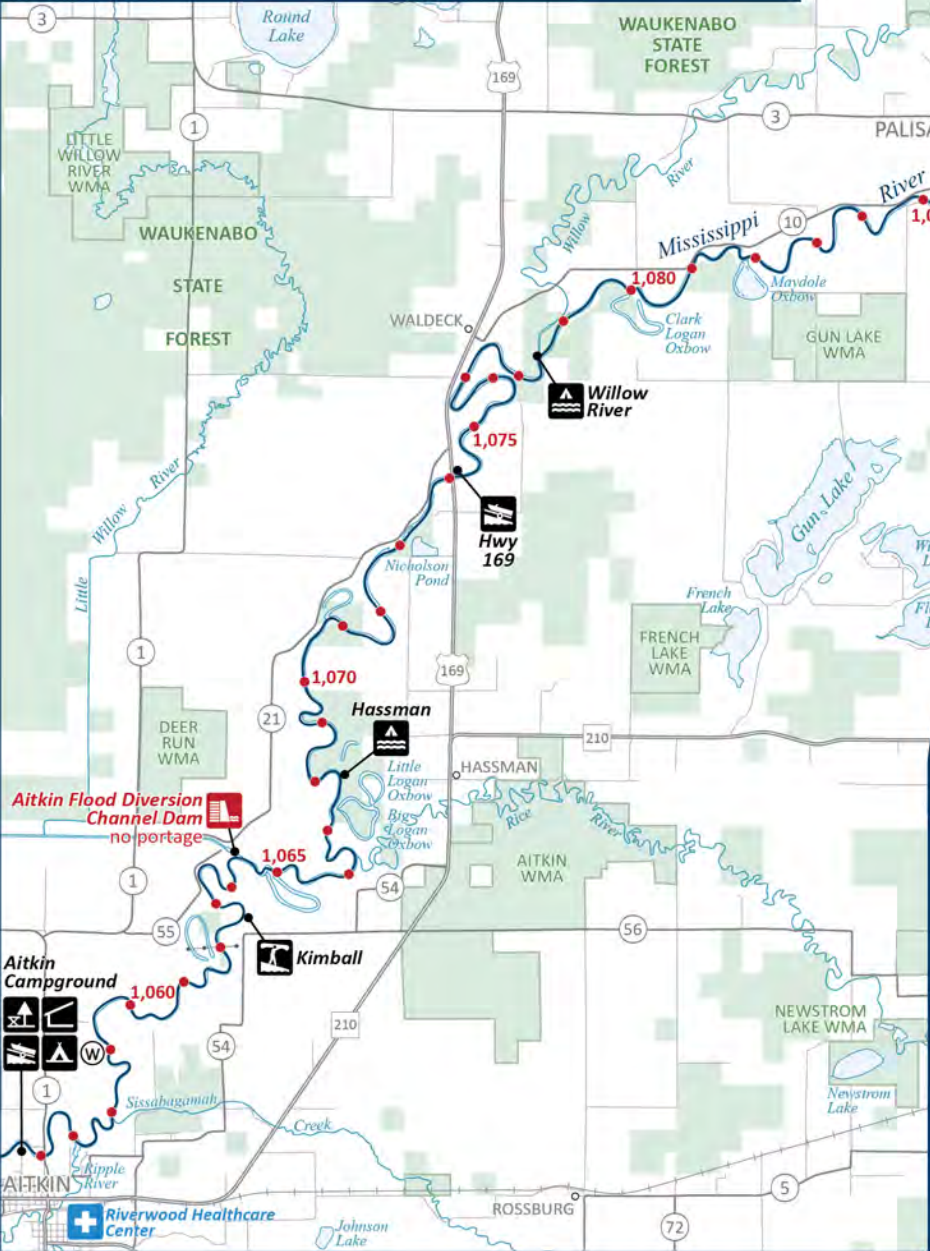 3
Round
Lake
WAUKENABO
STATE
FOREST
169
1
3
PALISA
LITTLE
WILLOW
RIVER
WMA
River
River
Willow
Mississippi
10
1,0
WAUKENABO
STATE
FOREST
1,080
Maydole
Oxbow
WALDECK
Clark
Logan
Oxbow
GUN LAKE
WMA
Willow
River
1,075
River
Willow
Little
Hwy
169
Gun Lake
Nicholson
Pond
French
Lake
FRENCH
LAKE
WMA
1
169
1,070
21
Hassman
DEER
RUN
WMA
210
HASSMAN
Little
Logan
Oxbow
Big
Logan
Oxbow
Rice
River
Aitkin Flood Diversion
Channel Dam
no portage
1,065
AITKIN
WMA
1
54
55
56
Kimball
Aitkin
Campground
1,060
W
210
54
NEWSTROM
LAKE WMA
1
Sissabagamah
Creek
Newstrom
Lake
AITKIN
Ripple
River
5
ROSSBURG
Riverwood Healthcare
Center
Johnson
Lake
72